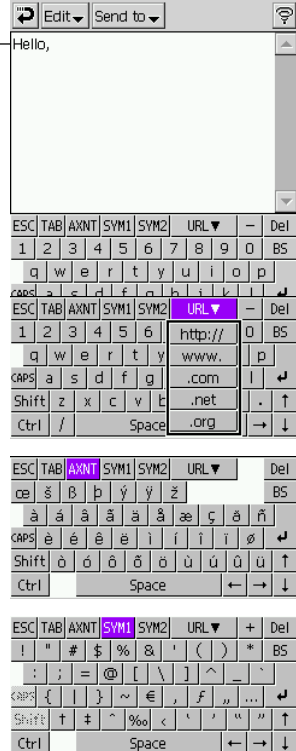 Edit Send to
Hello,
ESC TAB AXNT SYM1 SYM2 URL▼ – Del
1 2 3 4 5 6 7 8 9 0 BS
q w e r t y u i o p
CAPS a s d f g h j k l ↵
ESC TAB AXNT SYM1 SYM2 URL▼ – Del
1 2 3 4 5 6 http:// 0 BS
q w e r t y www. p
CAPS a s d f g .com l ↵
Shift z x c v b .net . ↑
Ctrl / Space .org → ↓
ESC TAB AXNT SYM1 SYM2 URL▼ Del
œ š ß þ ý ÿ ž BS
à á â ã ä å æ ç ð ñ
CAPS è é ê ë ì í î ï ø ↵
Shift ò ó ô õ ö ù ú û ü ↑
Ctrl Space ← → ↓
ESC TAB AXNT SYM1 SYM2 URL▼ + Del
! " # $ % & ' ( ) * BS
: ; = @ [ \ ] ^ _ `
CAPS { | } ~ € ‚ ƒ „ … ↵
Shift † ‡ ˆ ‰ ‹ ‘ ’ “ ” ↑
Ctrl Space ← → ↓